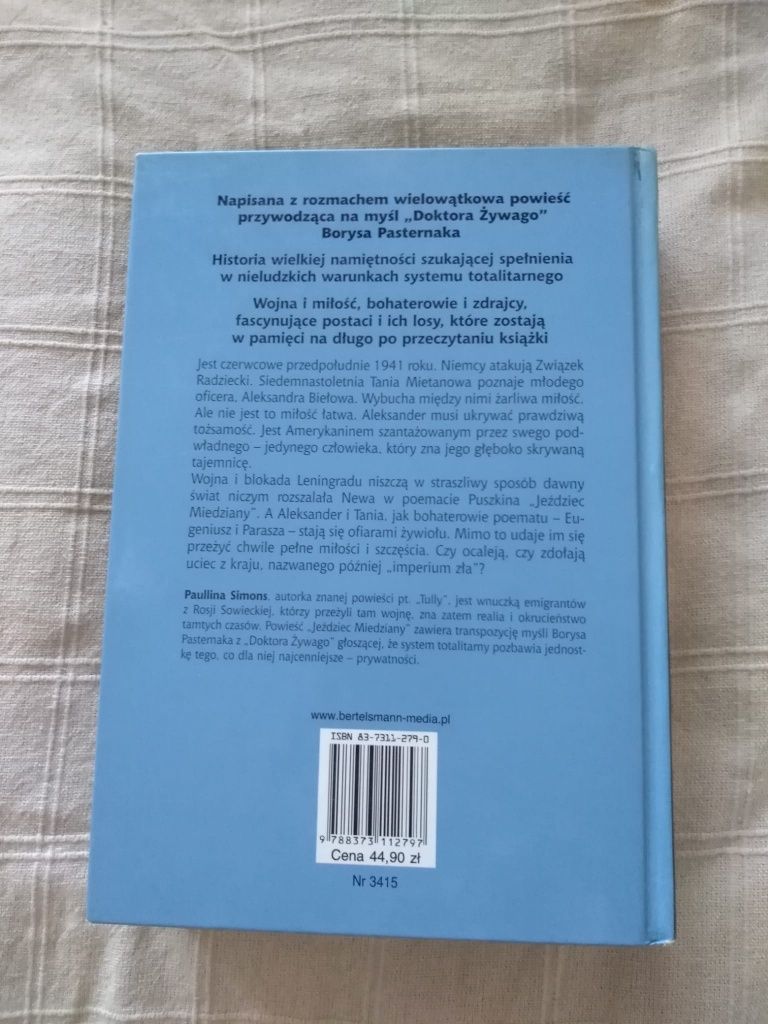 Napisana z rozmachem wielowątkowa powieść
przywodząca na myśl „Doktora Żywago”
Borysa Pasternaka
Historia wielkiej namiętności szukającej spełnienia
w nieludzkich warunkach systemu totalitarnego
Wojna i miłość, bohaterowie i zdrajcy,
fascynujące postaci i ich losy, które zostają
w pamięci na długo po przeczytaniu książki
Jest czerwcowe przedpołudnie 1941 roku. Niemcy atakują Związek
Radziecki. Siedemnastoletnia Tania Mietanowa poznaje młodego
oficera, Aleksandra Biełowa. Wybucha między nimi żarliwa miłość.
Ale nie jest to miłość łatwa. Aleksander musi ukrywać prawdziwą
tożsamość. Jest Amerykaninem szantażowanym przez swego pod-
władnego – jedynego człowieka, który zna jego głęboko skrywaną
tajemnicę.
Wojna i blokada Leningradu niszczą w straszliwy sposób dawny
świat niczym rozszalała Newa w poemacie Puszkina „Jeździec
Miedziany”. A Aleksander i Tania, jak bohaterowie poematu – Eu-
geniusz i Parasza – stają się ofiarami żywiołu. Mimo to udaje im się
przeżyć chwile pełne miłości i szczęścia. Czy ocaleją, czy zdołają
uciec z kraju, nazwanego później „imperium zła”?
Paullina Simons, autorka znanej powieści pt. „Tully”, jest wnuczką emigrantów
z Rosji Sowieckiej, którzy przeżyli tam wojnę, zna zatem realia i okrucieństwo
tamtych czasów. Powieść „Jeździec Miedziany” zawiera transpozycję myśli Borysa
Pasternaka z „Doktora Żywago” głoszącej, że system totalitarny pozbawia jednost-
kę tego, co dla niej najcenniejsze – prywatności.
www.bertelsmann-media.pl
ISBN 83-7311-279-0
9 788373 112797
Cena 44,90 zł
Nr 3415